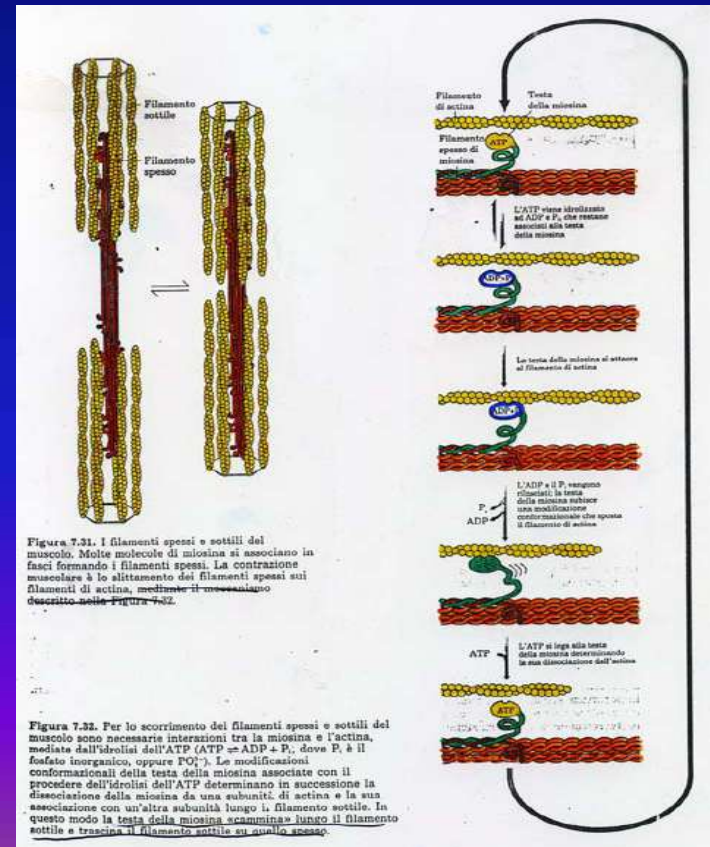 Filamento
sottile
Filamento
spesso
Figura 7.31. I filamenti spessi e sottili del
muscolo. Molte molecole di miosina si associano in
fasci formando i filamenti spessi. La contrazione
muscolare è lo slittamento dei filamenti spessi sui
filamenti di actina, mediante il meccanismo
descritto nella Figura 7.32.
Figura 7.32. Per lo scorrimento dei filamenti spessi e sottili del
muscolo sono necessarie interazioni tra la miosina e l'actina,
mediate dall'idrolisi dell'ATP (ATP ⇌ ADP + Pi, dove Pi è il
fosfato inorganico, oppure PO₄³⁻). Le modificazioni
conformazionali della testa della miosina associate con il
procedere dell'idrolisi dell'ATP determinano in successione la
dissociazione della miosina da una subunità di actina e la sua
associazione con un'altra subunità lungo il filamento sottile. In
questo modo la testa della miosina «cammina» lungo il filamento
sottile e trascina il filamento sottile su quello spesso.
Filamento
di actina
Testa
della miosina
ATP
Filamento
spesso di
miosina
L'ATP viene idrolizzato
ad ADP e Pi, che restano
associati alla testa
della miosina
La testa della miosina si attacca
al filamento di actina
L'ADP e il Pi vengono
rilasciati; la testa
della miosina subisce
una modificazione
conformazionale che sposta
il filamento di actina
Pi
ADP
ATP
L'ATP si lega alla testa
della miosina determinando
la sua dissociazione dall'actina
ATP